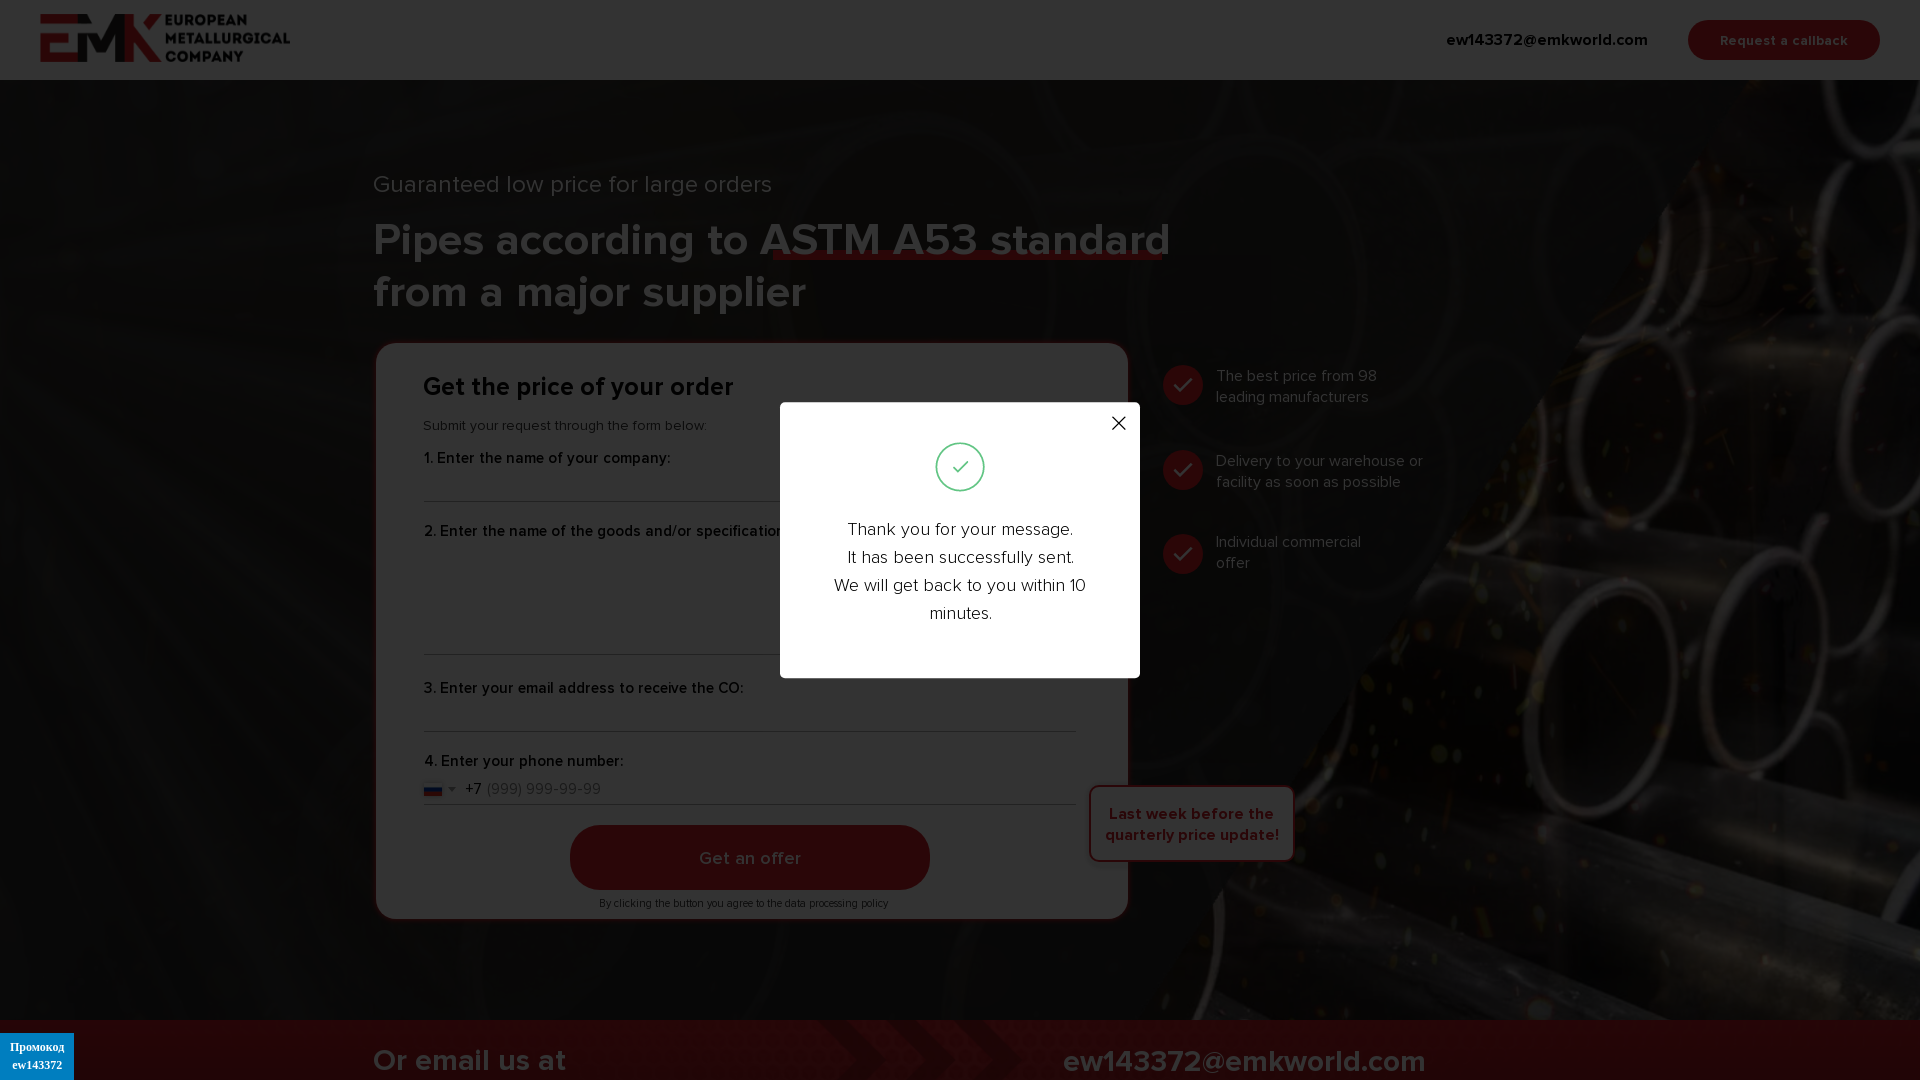 EUROPEAN
METALLURGICAL
COMPANY
EMK
ew143372@emkworld.com
Request a callback
Guaranteed low price for large orders
Pipes according to ASTM A53 standard
from a major supplier
Get the price of your order
Submit your request through the form below:
1. Enter the name of your company:
2. Enter the name of the goods and/or specification
3. Enter your email address to receive the CO:
4. Enter your phone number:
+7 (999) 999-99-99
Get an offer
By clicking the button you agree to the data processing policy
The best price from 98
leading manufacturers
Delivery to your warehouse or
facility as soon as possible
Individual commercial
offer
Last week before the
quarterly price update!
Thank you for your message.
It has been successfully sent.
We will get back to you within 10
minutes.
Or email us at
ew143372@emkworld.com
Промокод
ew143372